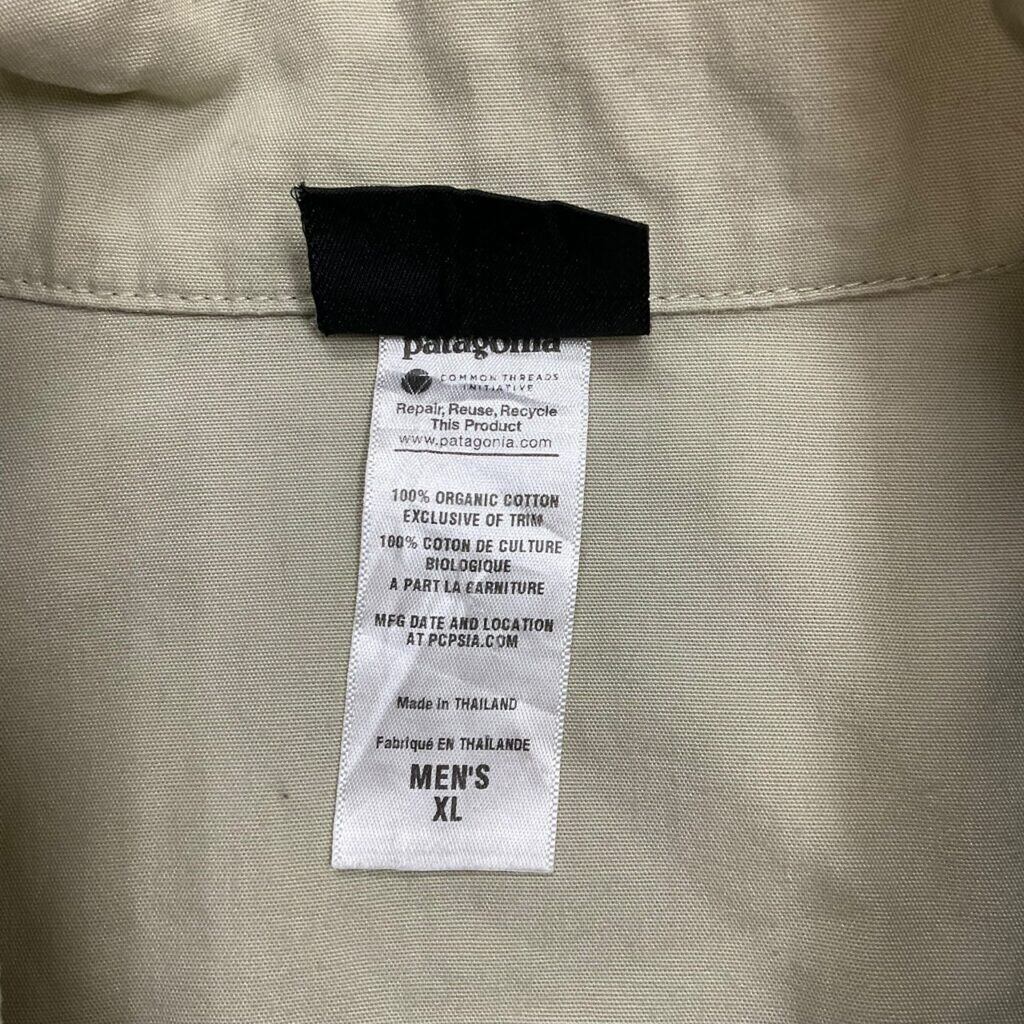 patagonia
COMMON THREADS
INITIATIVE
Repair, Reuse, Recycle
This Product
www.patagonia.com
100% ORGANIC COTTON
EXCLUSIVE OF TRIM
100% COTON DE CULTURE
BIOLOGIQUE
A PART LA GARNITURE
MFG DATE AND LOCATION
AT PCPSIA.COM
Made in THAILAND
Fabriqué EN THAÏLANDE
MEN'S
XL